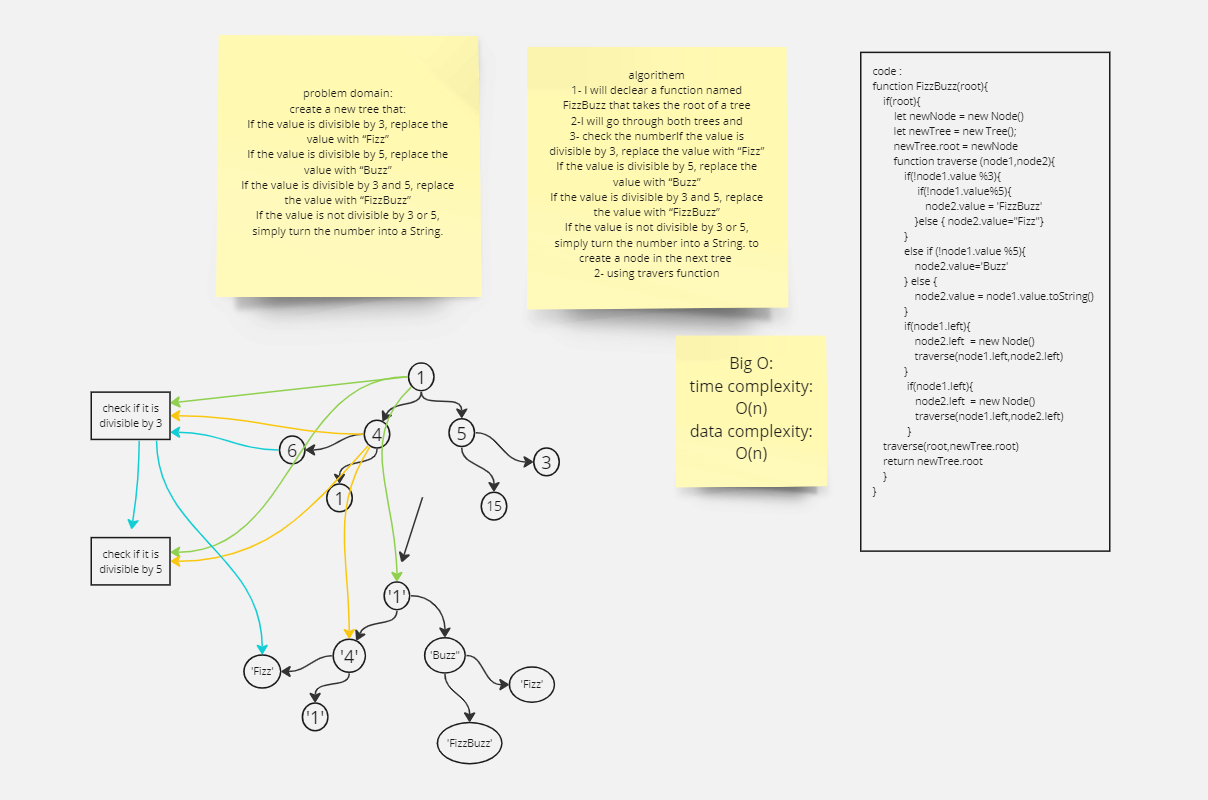 problem domain:
create a new tree that:
If the value is divisible by 3, replace the
value with “Fizz”
If the value is divisible by 5, replace the
value with “Buzz”
If the value is divisible by 3 and 5, replace
the value with “FizzBuzz”
If the value is not divisible by 3 or 5,
simply turn the number into a String.
algorithem
1- I will declear a function named
FizzBuzz that takes the root of a tree
2-I will go through both trees and
3- check the numberIf the value is
divisible by 3, replace the value with “Fizz”
If the value is divisible by 5, replace the
value with “Buzz”
If the value is divisible by 3 and 5, replace
the value with “FizzBuzz”
If the value is not divisible by 3 or 5,
simply turn the number into a String. to
create a node in the next tree
2- using travers function
Big O:
time complexity:
O(n)
data complexity:
O(n)
code :
function FizzBuzz(root){
if(root){
let newNode = new Node()
let newTree = new Tree();
newTree.root = newNode
function traverse (node1,node2){
if(!node1.value %3){
if(!node1.value%5){
node2.value = 'FizzBuzz'
}else { node2.value="Fizz"}
}
else if (!node1.value %5){
node2.value='Buzz'
} else {
node2.value = node1.value.toString()
}
if(node1.left){
node2.left  = new Node()
traverse(node1.left,node2.left)
}
if(node1.left){
node2.left  = new Node()
traverse(node1.left,node2.left)
}
traverse(root,newTree.root)
return newTree.root
}
}
1
check if it is
divisible by 3
4
5
6
3
1
15
check if it is
divisible by 5
'1'
'4'
'Buzz"
'Fizz'
'Fizz'
'1'
'FizzBuzz'